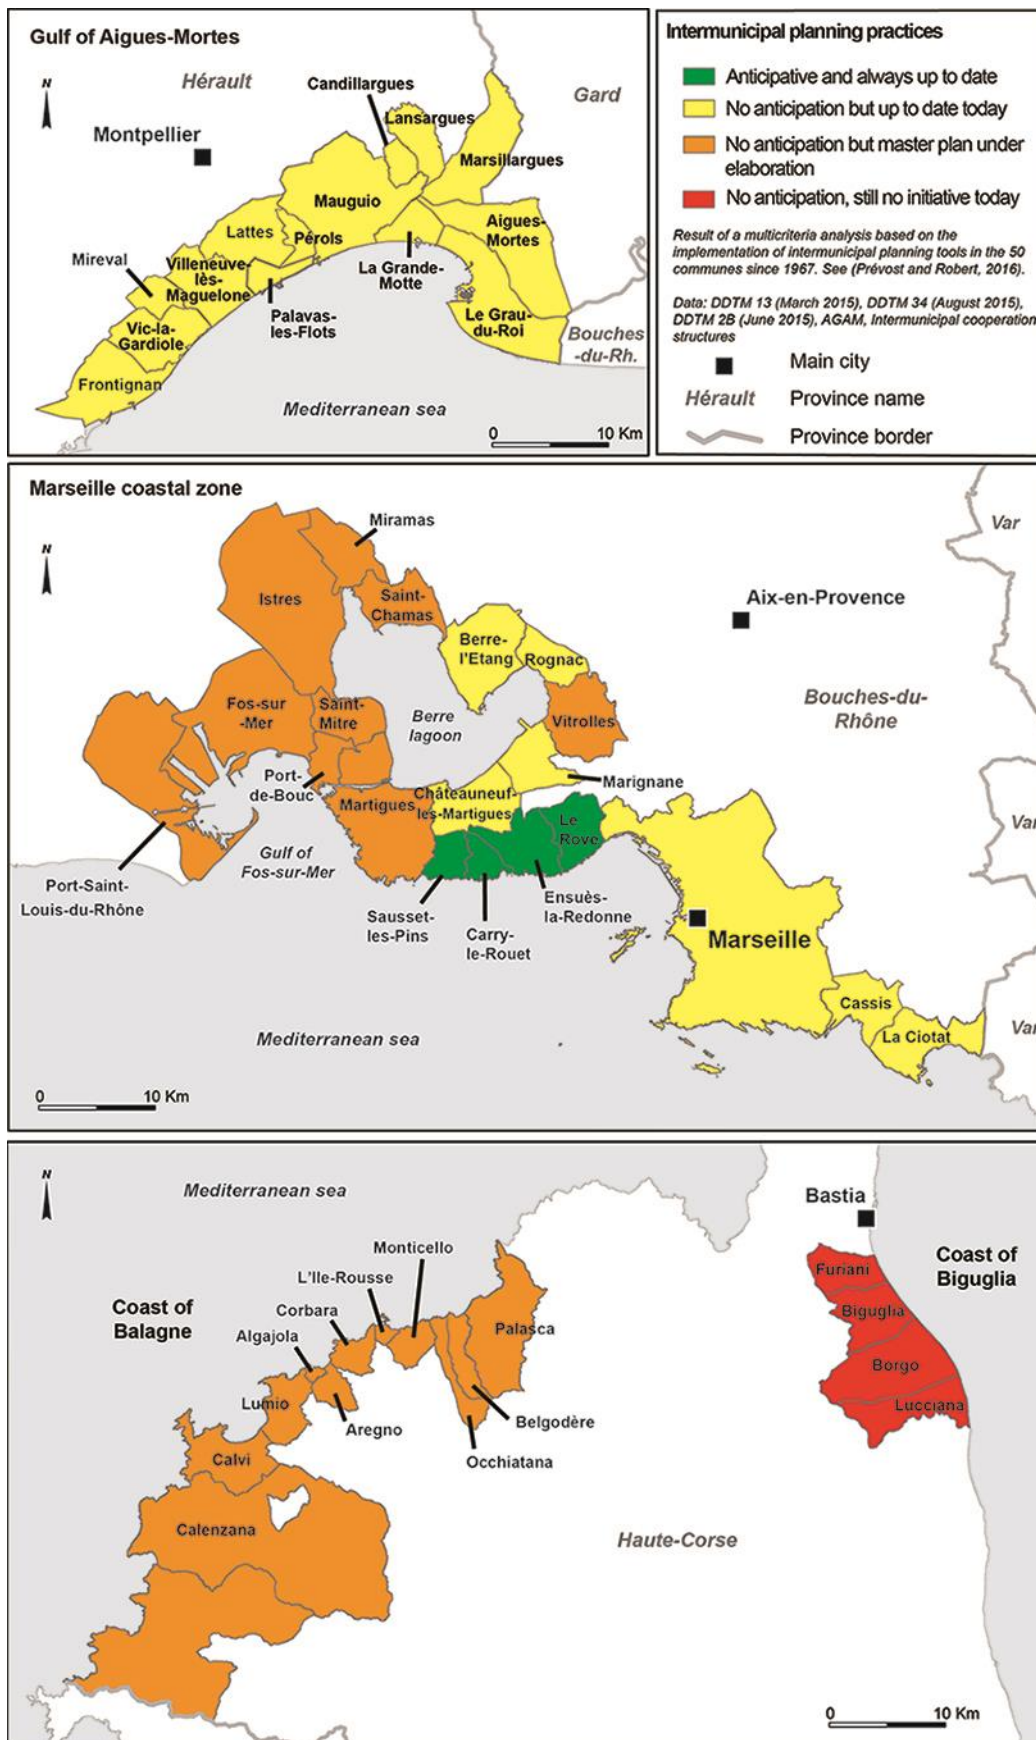 Gulf of Aigues-Mortes
N
Hérault
Montpellier
Candillargues
Lansargues
Gard
Marsillargues
Mauguio
Aigues-
Mortes
Lattes
Pérols
Mireval
Villeneuve-
lès-
Maguelone
La Grande-
Motte
Palavas-
les-Flots
Le Grau-
du-Roi
Vic-la-
Gardiole
Bouches
-du-Rh.
Frontignan
Mediterranean sea
0 10 Km
Intermunicipal planning practices
Anticipative and always up to date
No anticipation but up to date today
No anticipation but master plan under
elaboration
No anticipation, still no initiative today
Result of a multicriteria analysis based on the
implementation of intermunicipal planning tools in the 50
communes since 1967. See (Prévost and Robert, 2016).
Data: DDTM 13 (March 2015), DDTM 34 (August 2015),
DDTM 2B (June 2015), AGAM, Intermunicipal cooperation
structures
Main city
Hérault Province name
Province border
Marseille coastal zone
N
Miramas
Var
Istres
Saint-
Chamas
Aix-en-Provence
Berre-
l'Etang
Rognac
Bouches-du-
Rhône
Fos-sur
-Mer
Saint-
Mitre
Berre
lagoon
Vitrolles
Port-
de-Bouc
Marignane
Martigues
Châteauneuf-
les-Martigues
Le
Rove
Var
Gulf of
Fos-sur-Mer
Port-Saint-
Louis-du-Rhône
Sausset-
les-Pins
Carry-
le-Rouet
Ensuès-
la-Redonne
Marseille
Cassis
La Ciotat
Var
Mediterranean sea
0 10 Km
N
Mediterranean sea
Bastia
Monticello
L'Ile-Rousse
Coast of
Biguglia
Furiani
Coast of
Balagne
Corbara
Biguglia
Algajola
Palasca
Borgo
Lumio
Lucciana
Aregno
Belgodère
Occhiatana
Calvi
Calenzana
Haute-Corse
0 10 Km